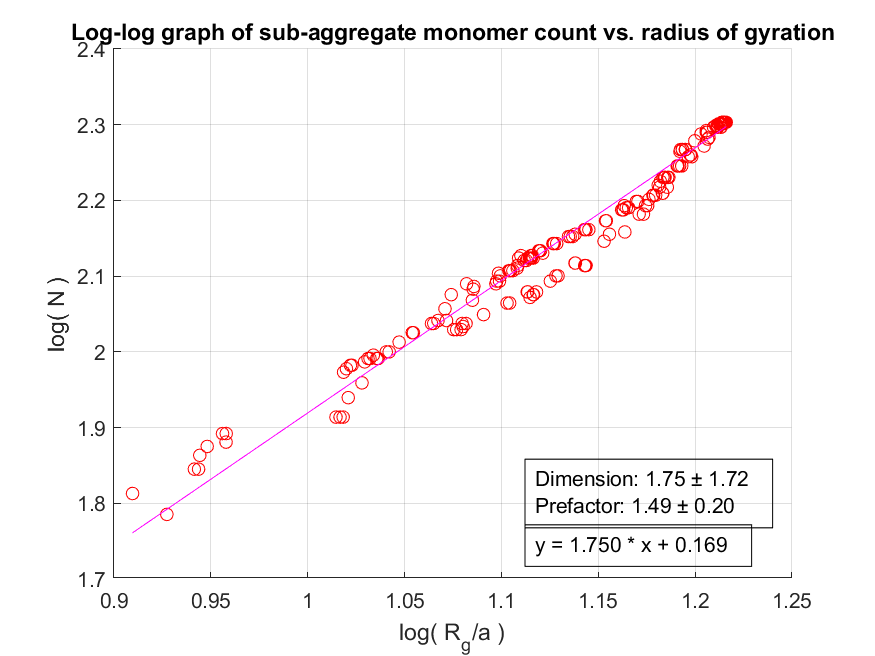 Log-log graph of sub-aggregate monomer count vs. radius of gyration
2.4
2.3
2.2
2.1
2
1.9
1.8
1.7
log( N )
Dimension: 1.75 ± 1.72
Prefactor: 1.49 ± 0.20
y = 1.750 * x + 0.169
0.9 0.95 1 1.05 1.1 1.15 1.2 1.25
log( R_g/a )